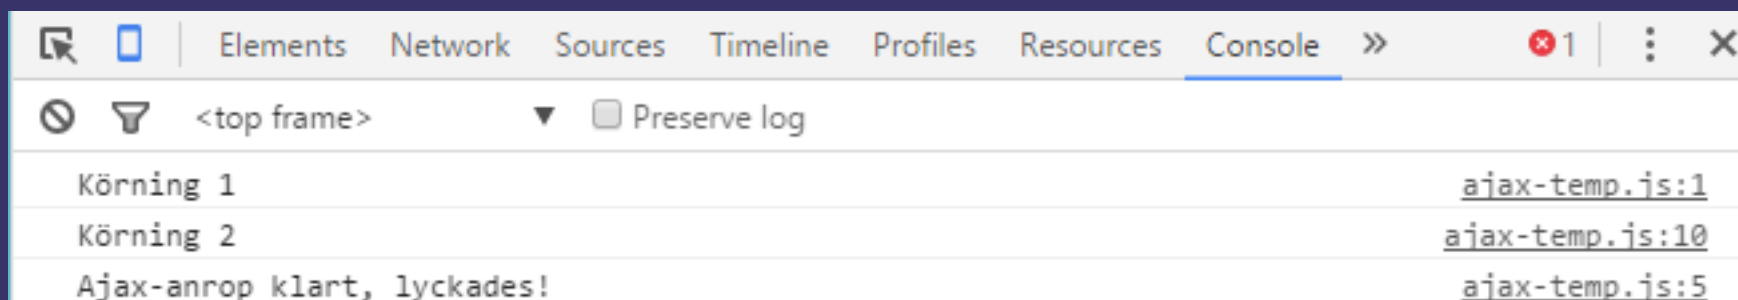 Elements Network Sources Timeline Profiles Resources Console » 1
<top frame> ▼ Preserve log
Körning 1 ajax-temp.js:1
Körning 2 ajax-temp.js:10
Ajax-anrop klart, lyckades! ajax-temp.js:5